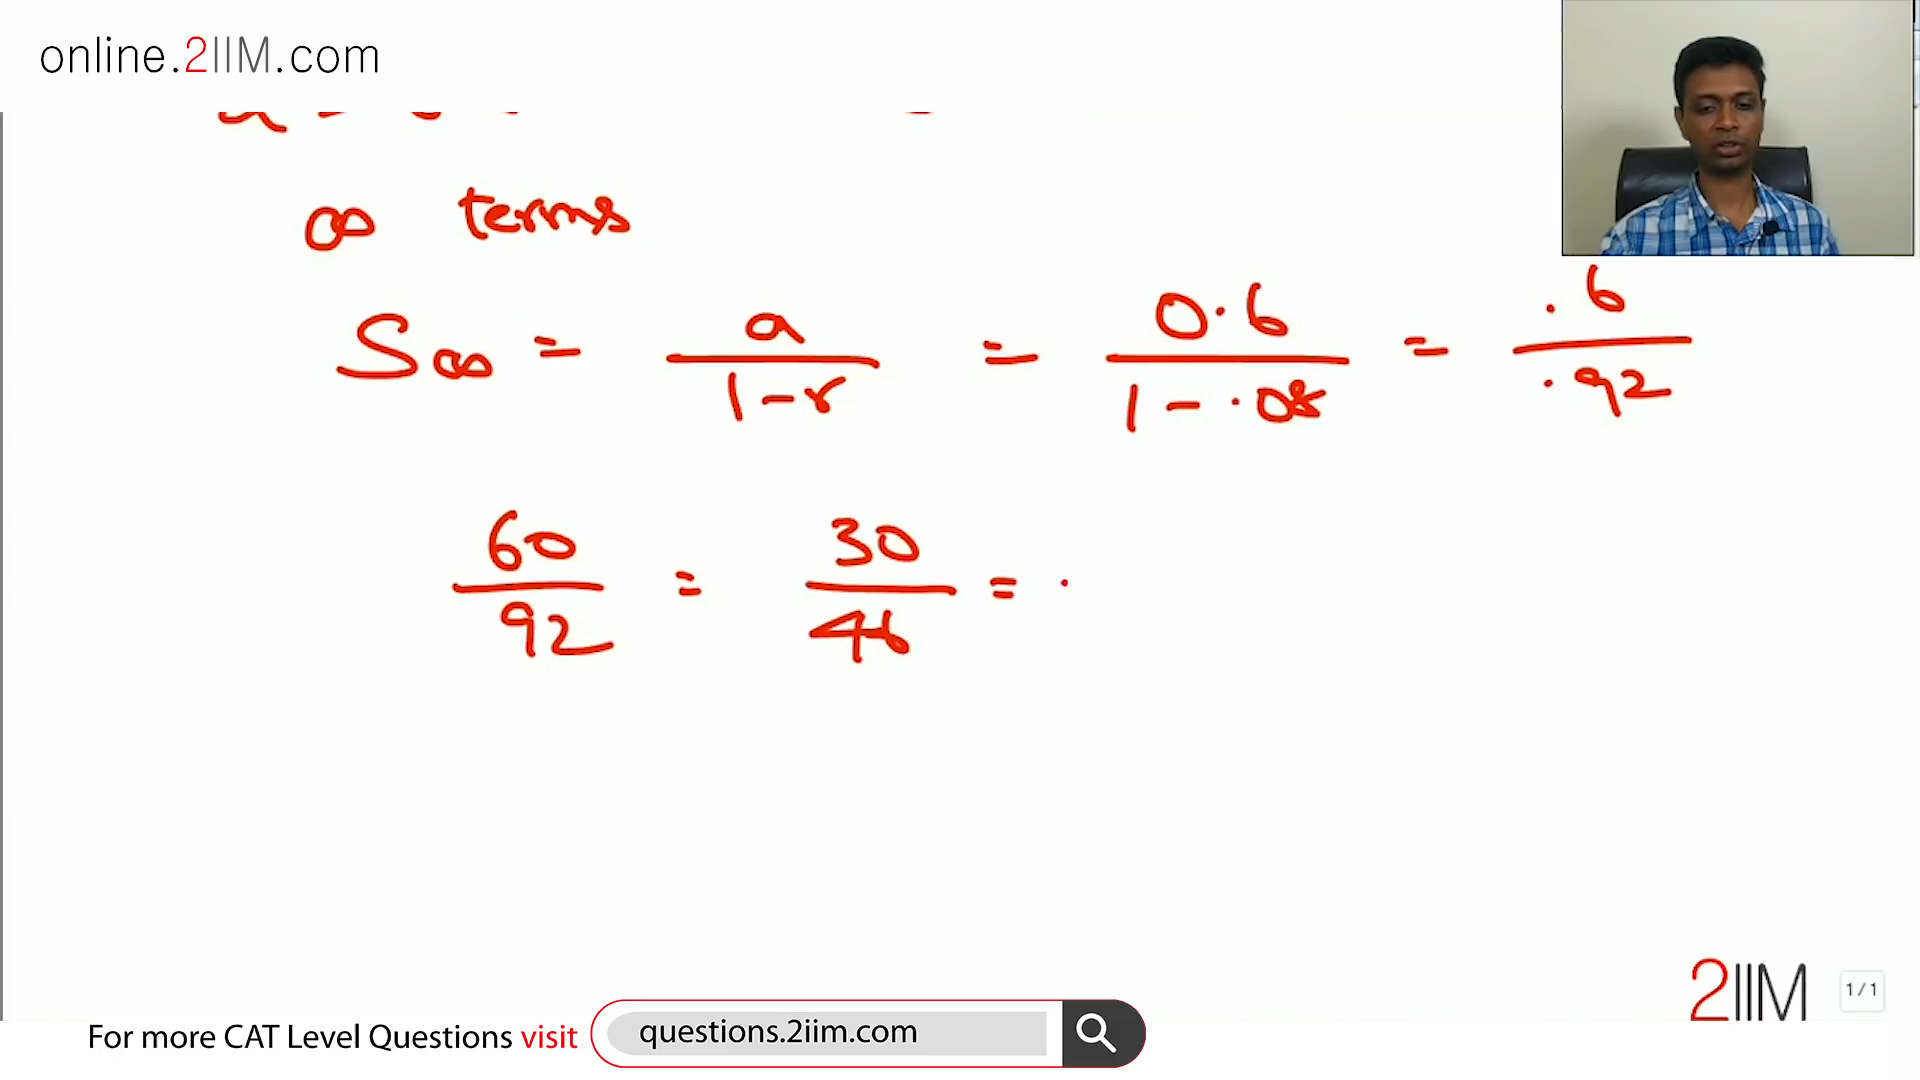 online.2IIM.com
∞ terms
S∞ = a/(1-r) = 0.6/(1-.08) = .6/.92
60/92 = 30/46 = .
2IIM
1/1
For more CAT Level Questions visit questions.2iim.com